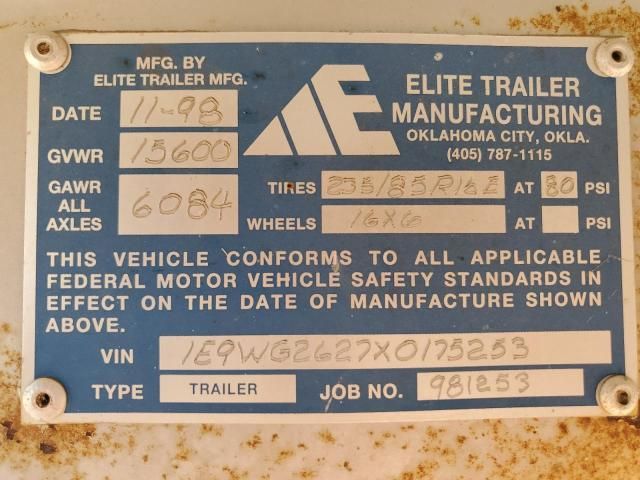 MFG. BY
ELITE TRAILER MFG.
DATE 11-98
GVWR 15600
GAWR
ALL
AXLES 6084
E
ELITE TRAILER
MANUFACTURING
OKLAHOMA CITY, OKLA.
(405) 787-1115
TIRES 235/85R16E AT 80 PSI
WHEELS 16X6 AT PSI
THIS VEHICLE CONFORMS TO ALL APPLICABLE
FEDERAL MOTOR VEHICLE SAFETY STANDARDS IN
EFFECT ON THE DATE OF MANUFACTURE SHOWN
ABOVE.
VIN 1E9WG2627X0175253
TYPE TRAILER JOB NO. 981253